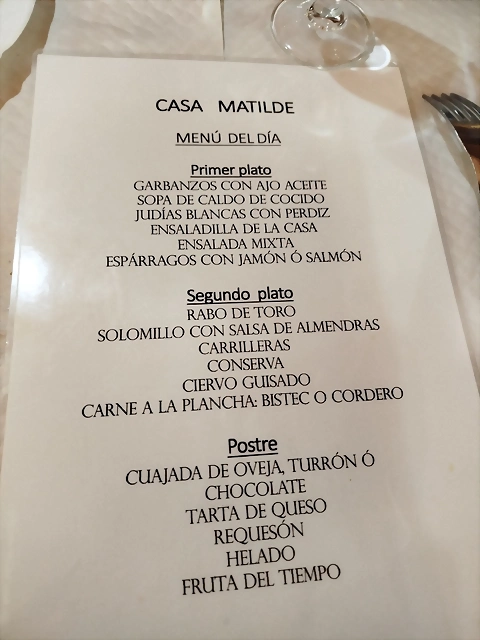 CASA MATILDE
MENÚ DEL DÍA
Primer plato
GARBANZOS CON AJO ACEITE
SOPA DE CALDO DE COCIDO
JUDÍAS BLANCAS CON PERDIZ
ENSALADILLA DE LA CASA
ENSALADA MIXTA
ESPÁRRAGOS CON JAMÓN Ó SALMÓN
Segundo plato
RABO DE TORO
SOLOMILLO CON SALSA DE ALMENDRAS
CARRILLERAS
CONSERVA
CIERVO GUISADO
CARNE A LA PLANCHA: BISTEC O CORDERO
Postre
CUAJADA DE OVEJA, TURRÓN Ó
CHOCOLATE
TARTA DE QUESO
REQUESÓN
HELADO
FRUTA DEL TIEMPO